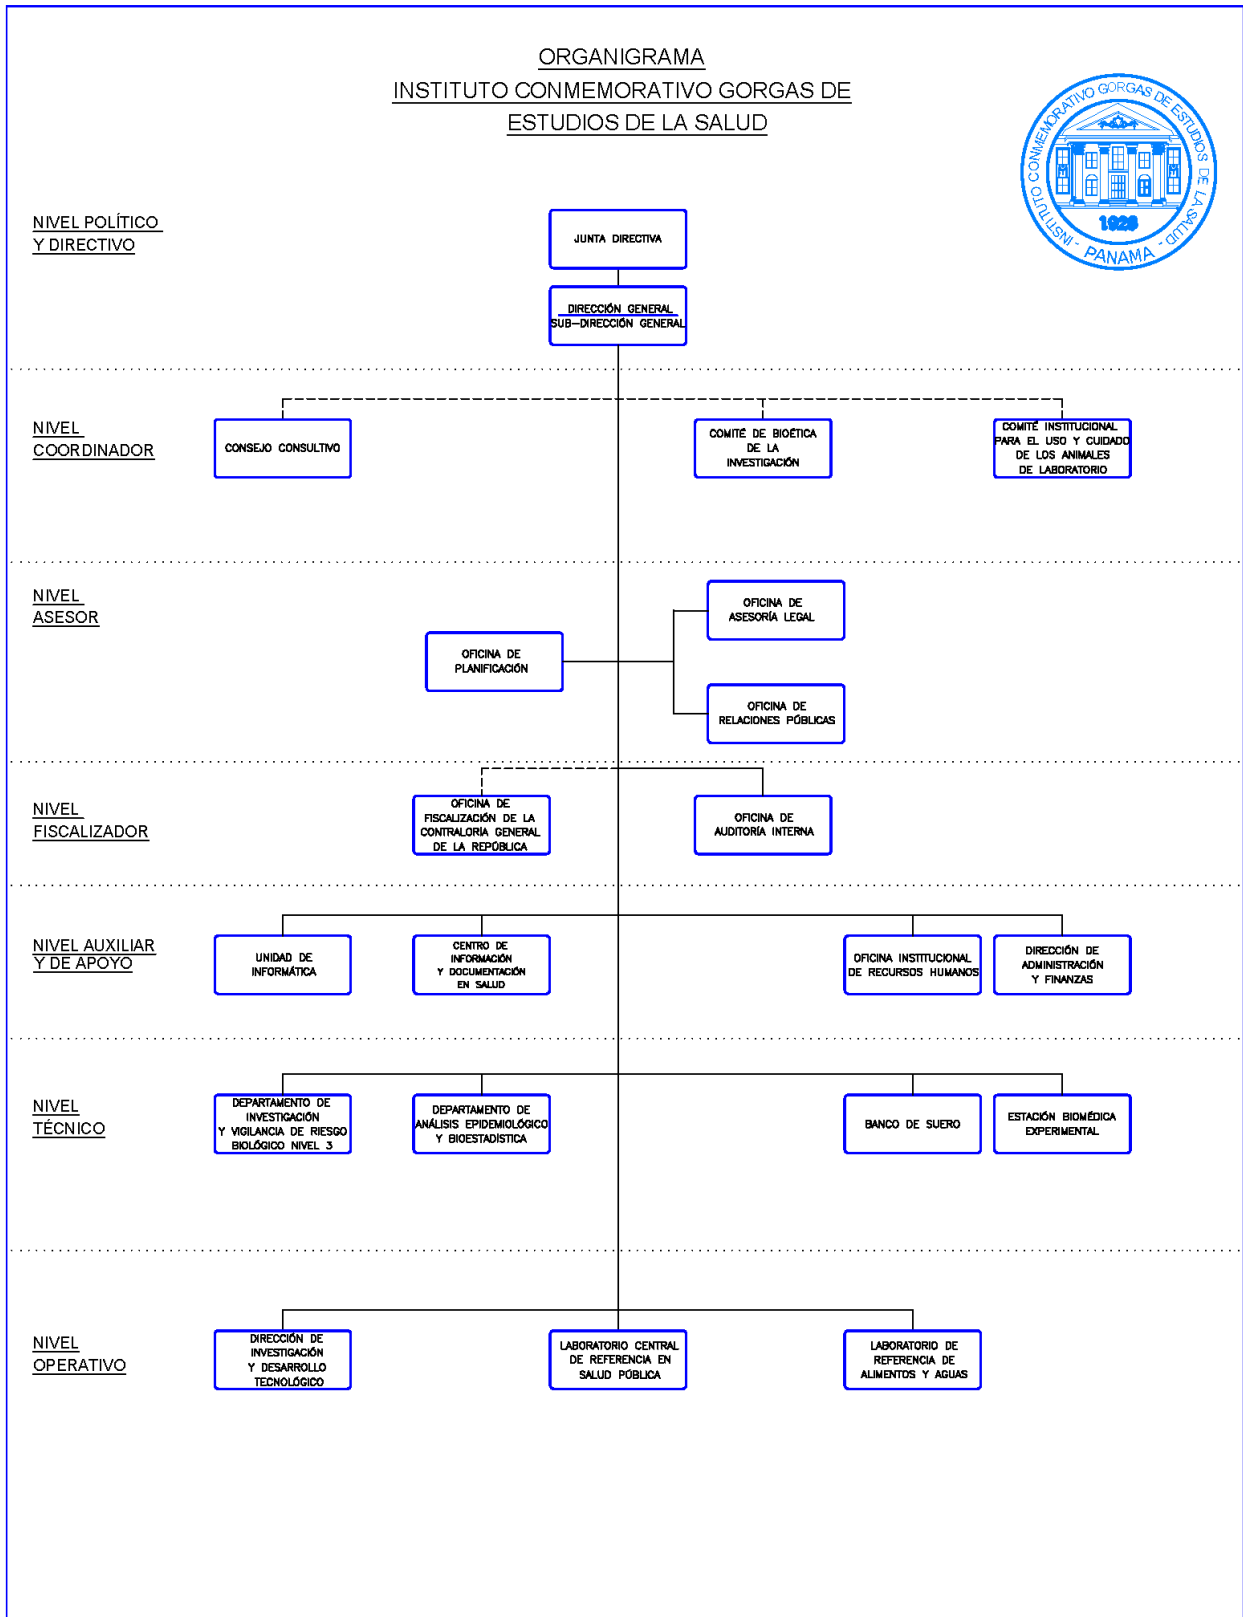 ORGANIGRAMA
INSTITUTO CONMEMORATIVO GORGAS DE
ESTUDIOS DE LA SALUD
INSTITUTO CONMEMORATIVO GORGAS DE ESTUDIOS DE LA SALUD
1928
- PANAMA -
NIVEL POLÍTICO
Y DIRECTIVO
JUNTA DIRECTIVA
DIRECCIÓN GENERAL
SUB-DIRECCIÓN GENERAL
NIVEL
COORDINADOR
CONSEJO CONSULTIVO
COMITÉ DE BIOÉTICA
DE LA
INVESTIGACIÓN
COMITÉ INSTITUCIONAL
PARA EL USO Y CUIDADO
DE LOS ANIMALES
DE LABORATORIO
NIVEL
ASESOR
OFICINA DE
PLANIFICACIÓN
OFICINA DE
ASESORÍA LEGAL
OFICINA DE
RELACIONES PÚBLICAS
NIVEL
FISCALIZADOR
OFICINA DE
FISCALIZACIÓN DE LA
CONTRALORÍA GENERAL
DE LA REPÚBLICA
OFICINA DE
AUDITORÍA INTERNA
NIVEL AUXILIAR
Y DE APOYO
UNIDAD DE
INFORMÁTICA
CENTRO DE
INFORMACIÓN
Y DOCUMENTACIÓN
EN SALUD
OFICINA INSTITUCIONAL
DE RECURSOS HUMANOS
DIRECCIÓN DE
ADMINISTRACIÓN
Y FINANZAS
NIVEL
TÉCNICO
DEPARTAMENTO DE
INVESTIGACIÓN
Y VIGILANCIA DE RIESGO
BIOLÓGICO NIVEL 3
DEPARTAMENTO DE
ANÁLISIS EPIDEMIOLÓGICO
Y BIOESTADÍSTICA
BANCO DE SUERO
ESTACIÓN BIOMÉDICA
EXPERIMENTAL
NIVEL
OPERATIVO
DIRECCIÓN DE
INVESTIGACIÓN
Y DESARROLLO
TECNOLÓGICO
LABORATORIO CENTRAL
DE REFERENCIA EN
SALUD PÚBLICA
LABORATORIO DE
REFERENCIA DE
ALIMENTOS Y AGUAS